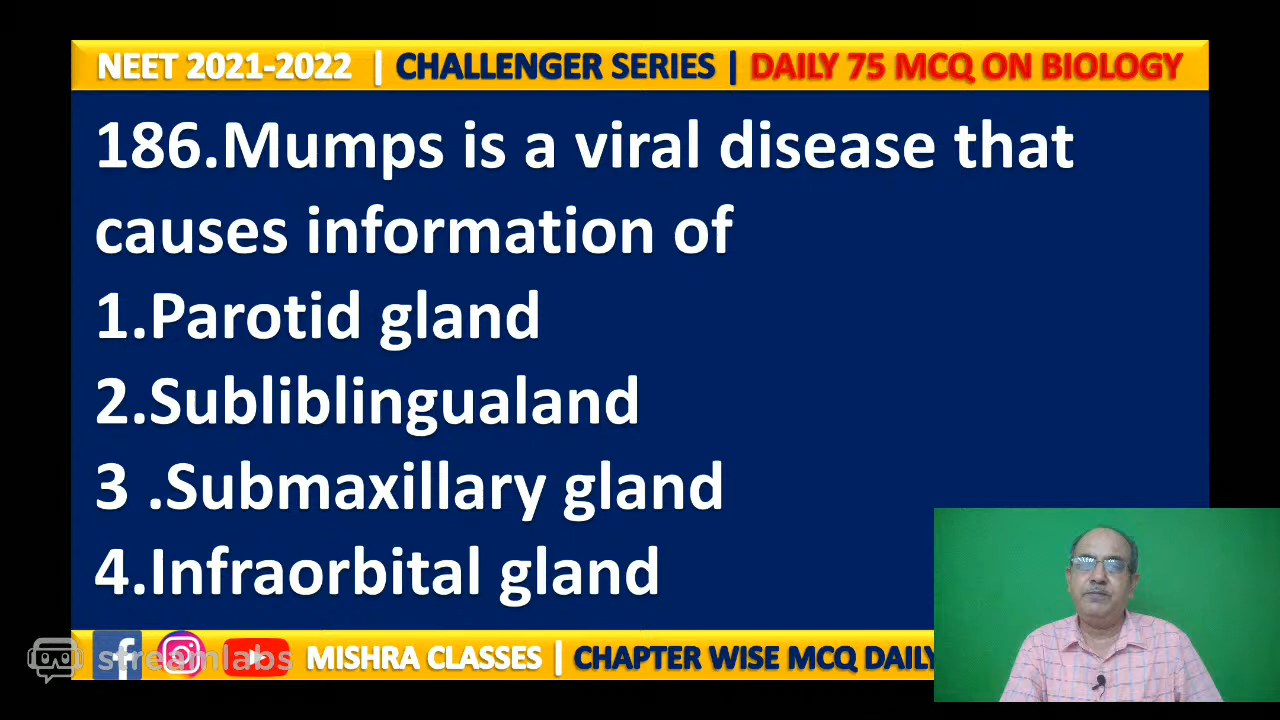 NEET 2021-2022 | CHALLENGER SERIES | DAILY 75 MCQ ON BIOLOGY
186.Mumps is a viral disease that
causes information of
1.Parotid gland
2.Subliblingualand
3 .Submaxillary gland
4.Infraorbital gland
streamlabs
MISHRA CLASSES | CHAPTER WISE MCQ DAILY